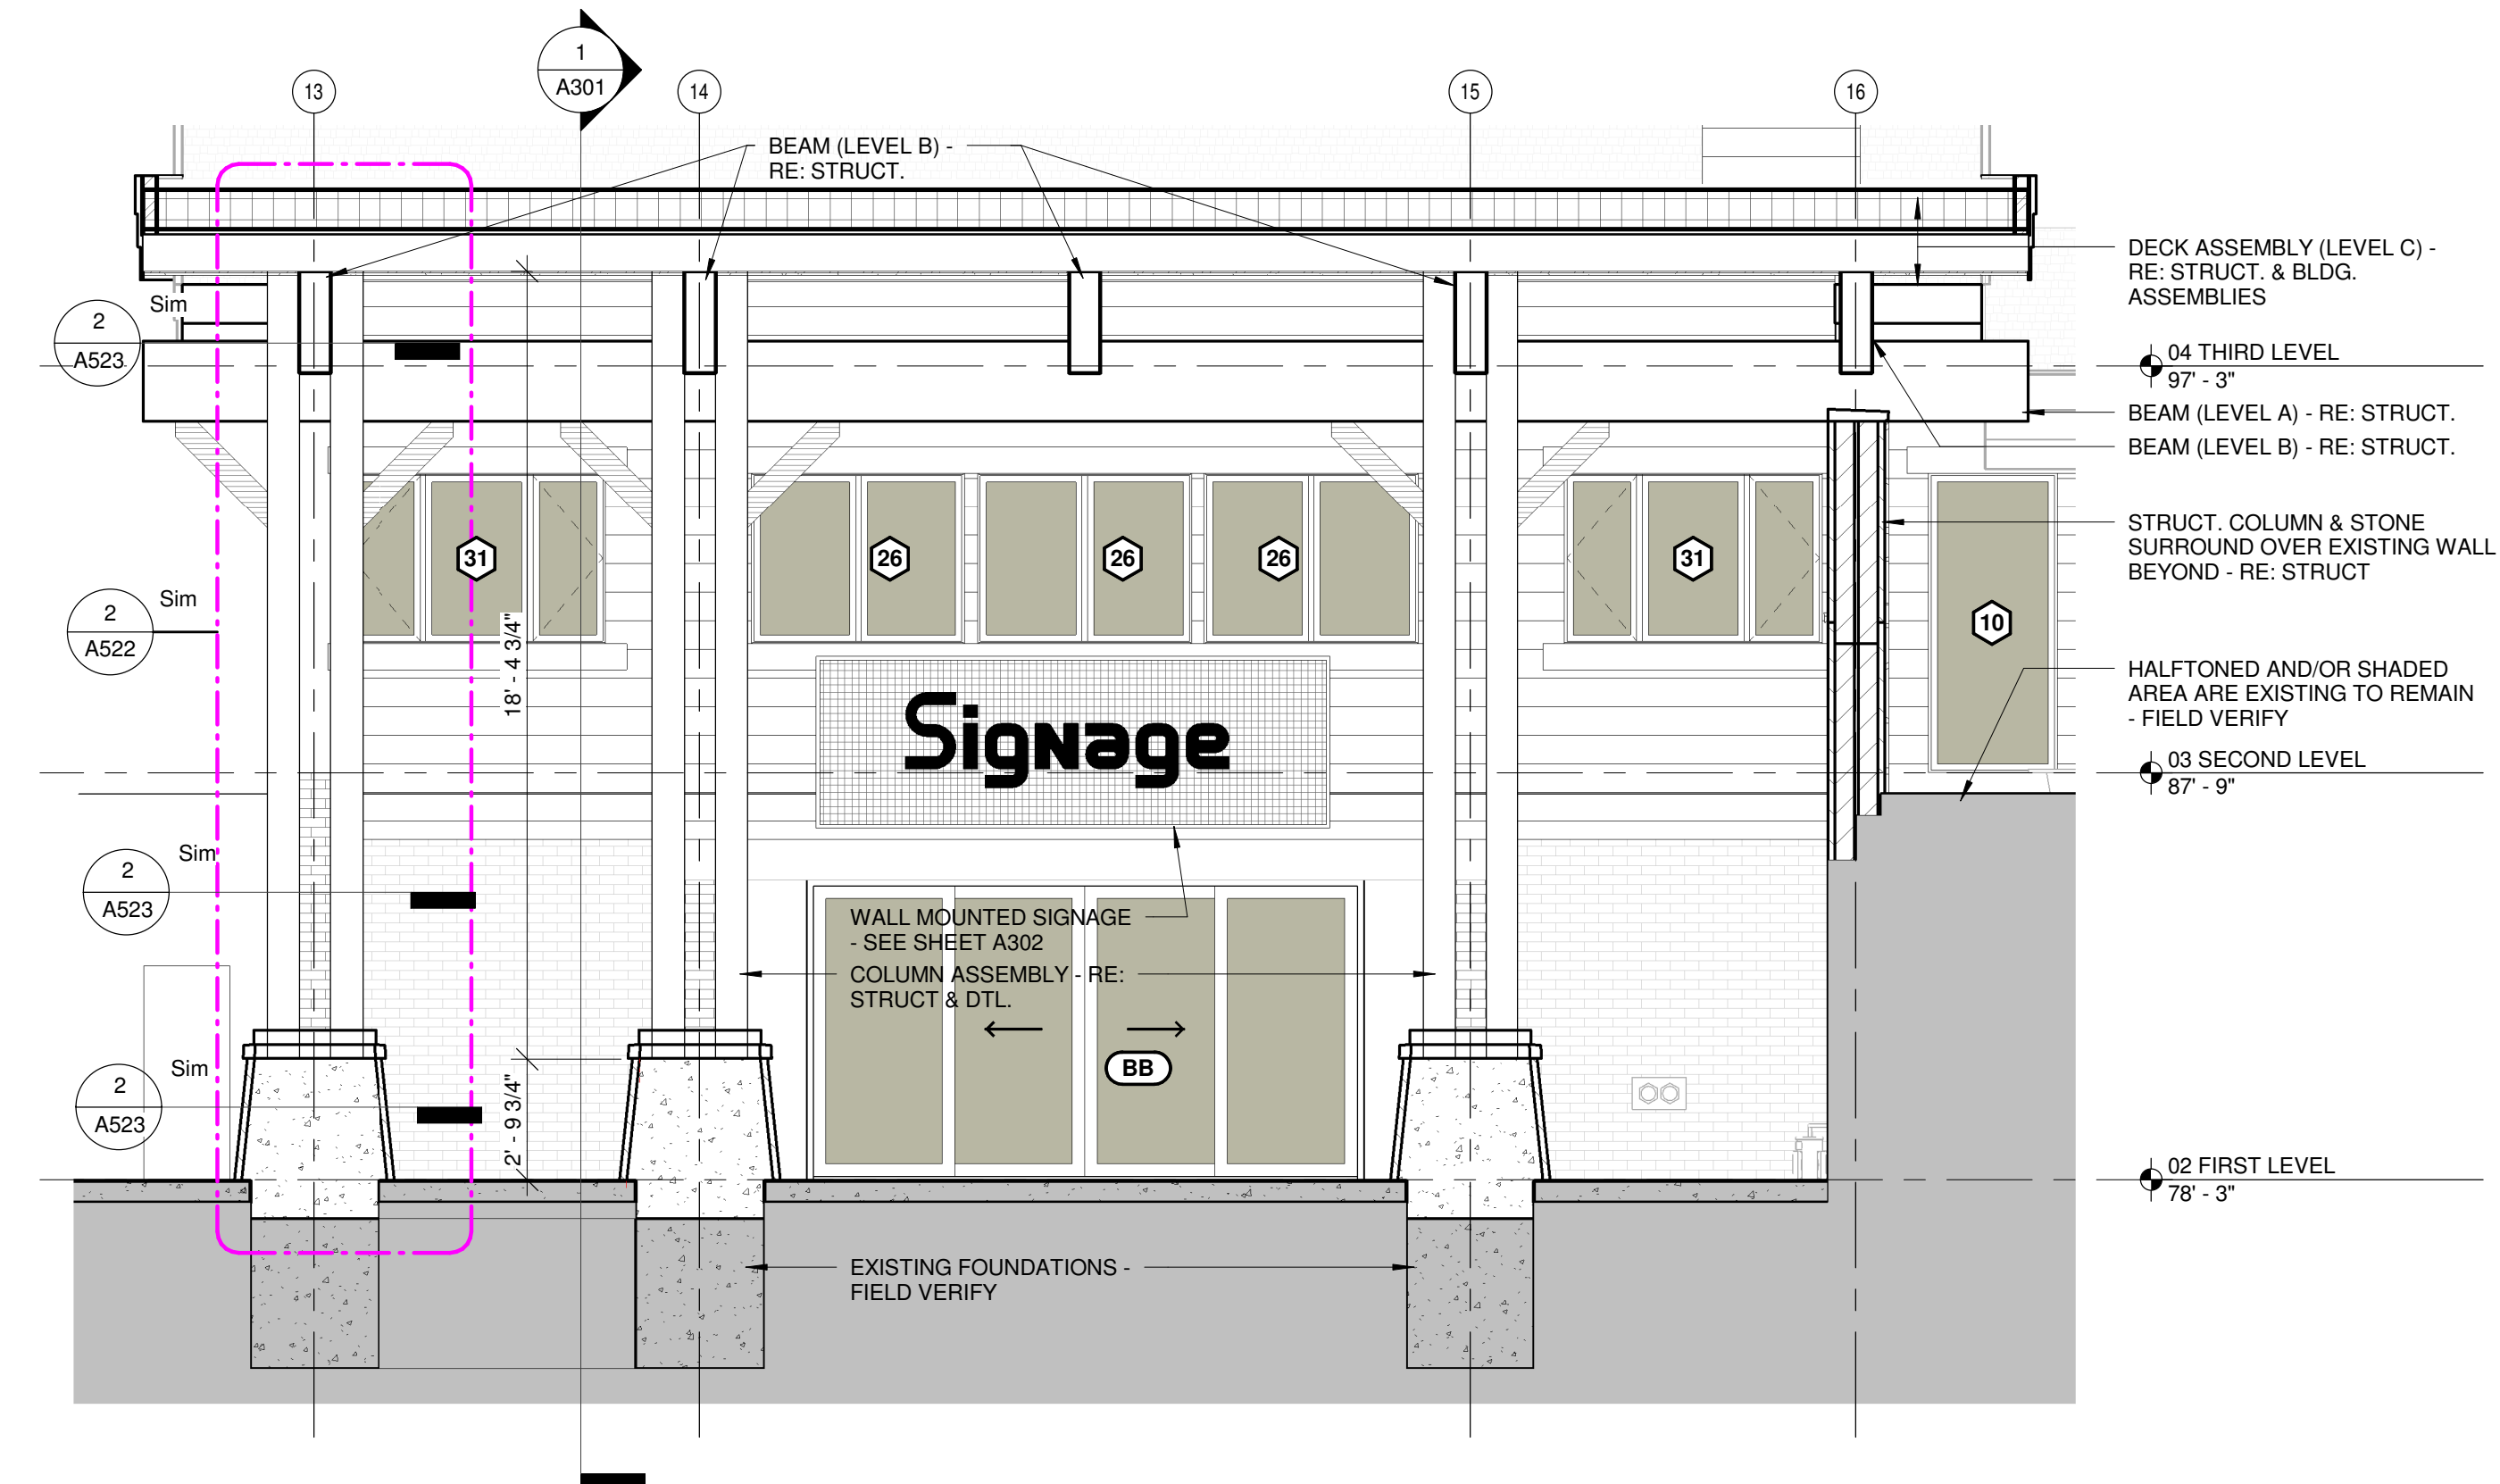 1
A301
13
14
15
16
BEAM (LEVEL B) -
RE: STRUCT.
DECK ASSEMBLY (LEVEL C) -
RE: STRUCT. & BLDG.
ASSEMBLIES
Sim
2
A523
04 THIRD LEVEL
97' - 3"
BEAM (LEVEL A) - RE: STRUCT.
BEAM (LEVEL B) - RE: STRUCT.
STRUCT. COLUMN & STONE
SURROUND OVER EXISTING WALL
BEYOND - RE: STRUCT
31
26
26
26
31
10
Sim
2
A522
18' - 4 3/4"
HALFTONED AND/OR SHADED
AREA ARE EXISTING TO REMAIN
- FIELD VERIFY
Signage
03 SECOND LEVEL
87' - 9"
Sim
2
A523
WALL MOUNTED SIGNAGE
- SEE SHEET A302
COLUMN ASSEMBLY - RE:
STRUCT & DTL.
BB
Sim
2
A523
2' - 9 3/4"
02 FIRST LEVEL
78' - 3"
EXISTING FOUNDATIONS -
FIELD VERIFY